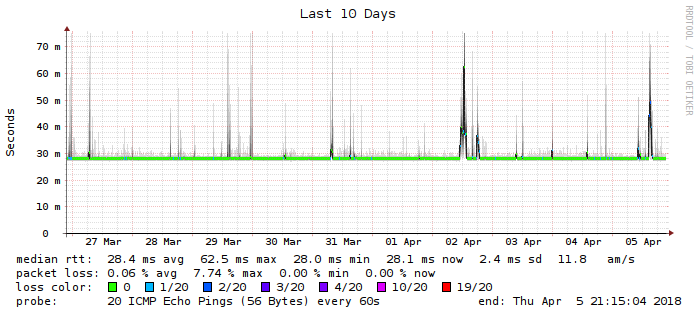 Last 10 Days
RRDTOOL / TOBI OETIKER
Seconds
70 m
60 m
50 m
40 m
30 m
20 m
10 m
0
27 Mar 28 Mar 29 Mar 30 Mar 31 Mar 01 Apr 02 Apr 03 Apr 04 Apr 05 Apr
median rtt: 28.4 ms avg 62.5 ms max 28.0 ms min 28.1 ms now 2.4 ms sd 11.8 am/s
packet loss: 0.06 % avg 7.74 % max 0.00 % min 0.00 % now
loss color: 0 1/20 2/20 3/20 4/20 10/20 19/20
probe: 20 ICMP Echo Pings (56 Bytes) every 60s end: Thu Apr 5 21:15:04 2018